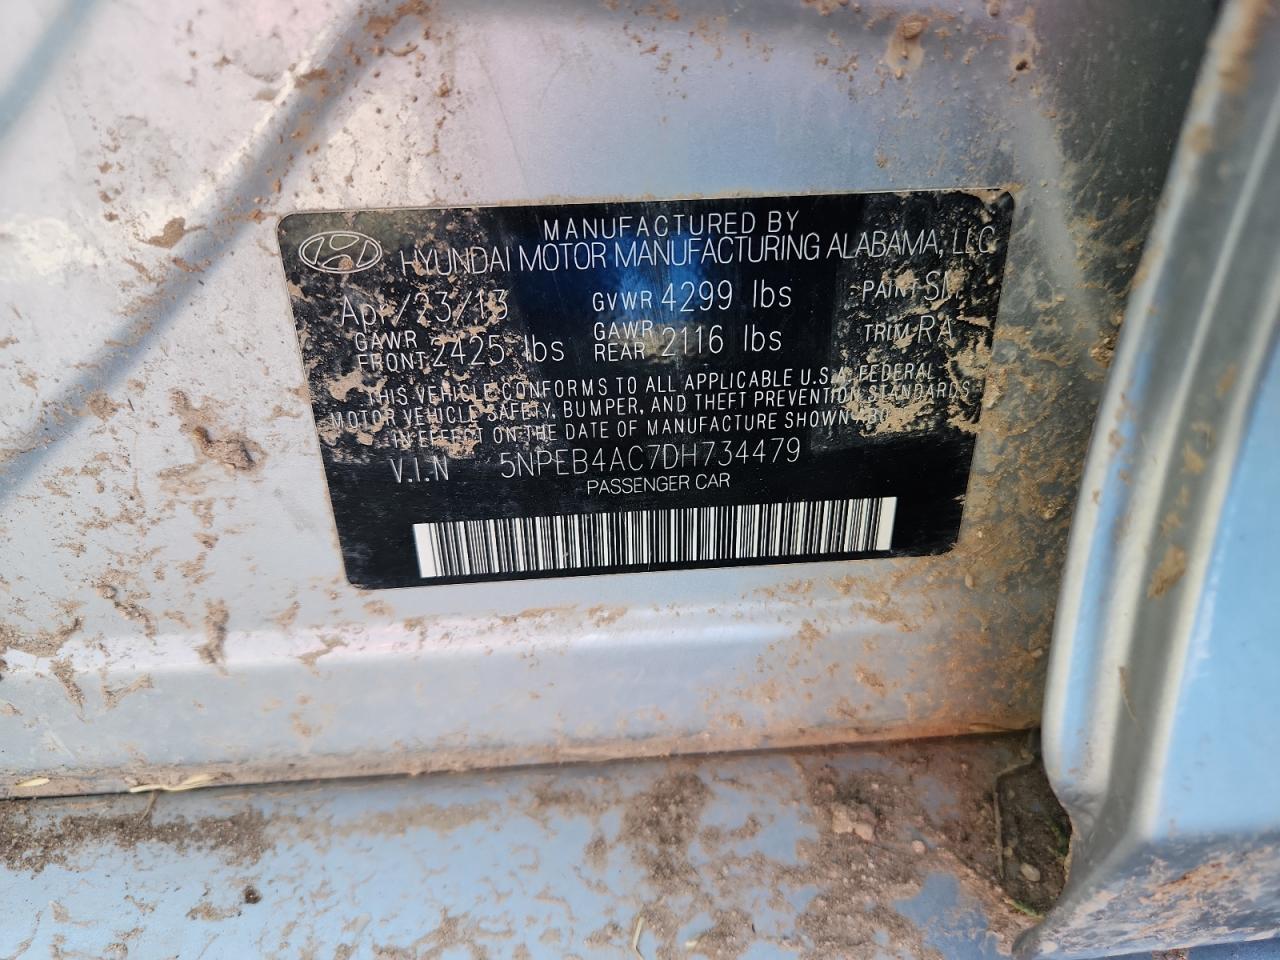 MANUFACTURED BY
HYUNDAI MOTOR MANUFACTURING ALABAMA, LLC
Apr/23/13 GVWR 4299 lbs PAINT SM
GAWR FRONT 2425 lbs GAWR REAR 2116 lbs TRIM RA
THIS VEHICLE CONFORMS TO ALL APPLICABLE U.S.A. FEDERAL
MOTOR VEHICLE SAFETY, BUMPER, AND THEFT PREVENTION STANDARDS
IN EFFECT ON THE DATE OF MANUFACTURE SHOWN ABO
V.I.N 5NPEB4AC7DH734479
PASSENGER CAR